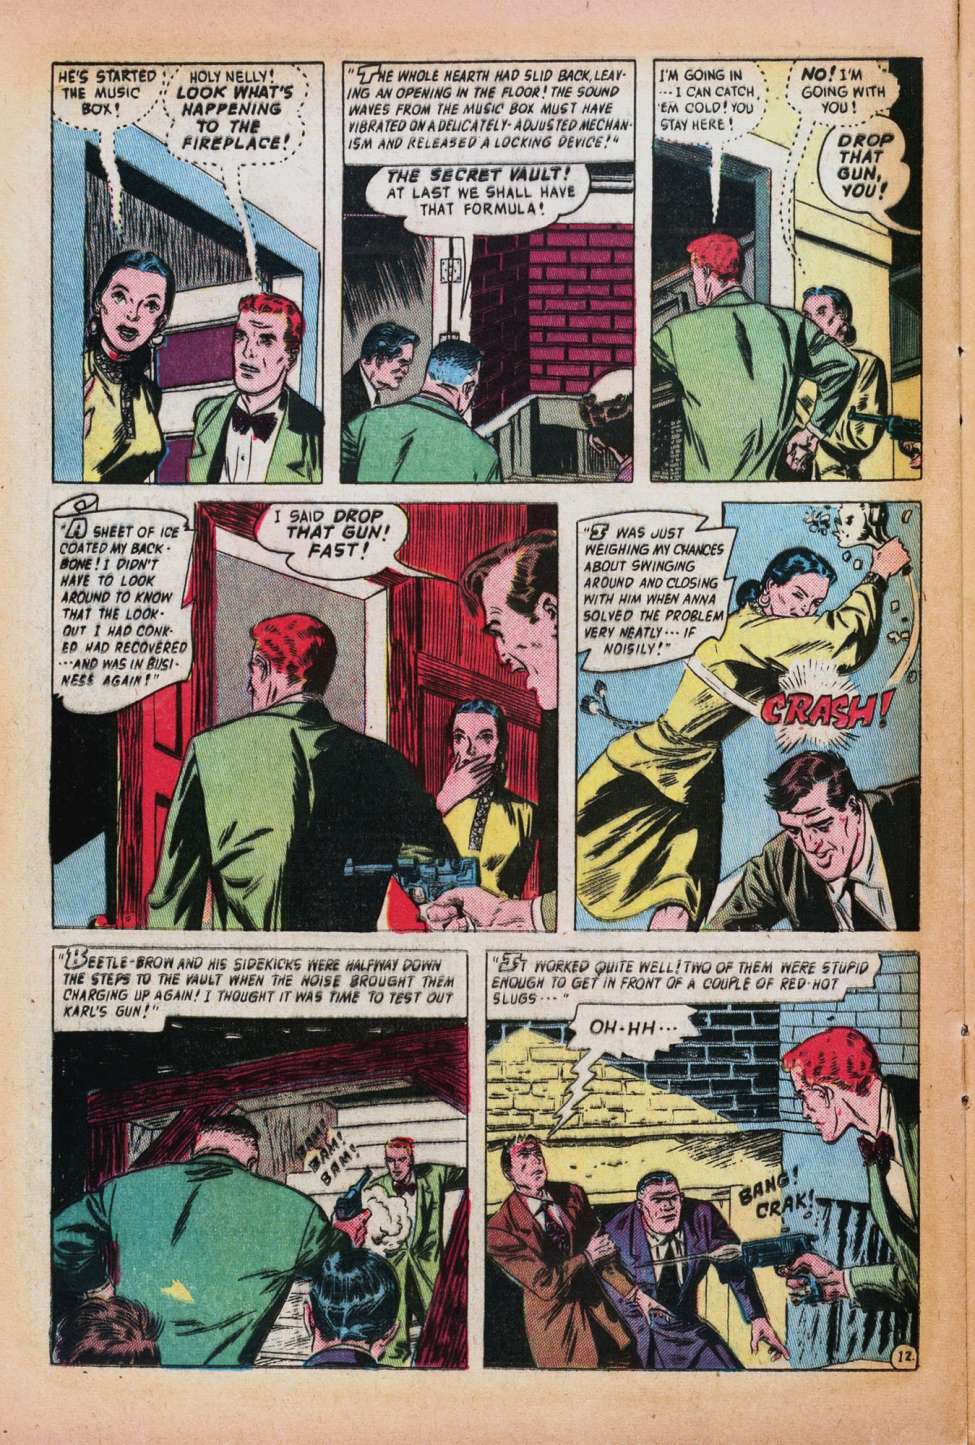 HE'S STARTED
THE MUSIC
BOX!
HOLY NELLY!
LOOK WHAT'S
HAPPENING
TO THE
FIREPLACE!
"THE WHOLE HEARTH HAD SLID BACK, LEAV-
ING AN OPENING IN THE FLOOR! THE SOUND
WAVES FROM THE MUSIC BOX MUST HAVE
VIBRATED ON A DELICATELY-ADJUSTED MECHAN-
ISM AND RELEASED A LOCKING DEVICE!"
THE SECRET VAULT!
AT LAST WE SHALL HAVE
THAT FORMULA!
I'M GOING IN
...I CAN CATCH
'EM COLD! YOU
STAY HERE!
NO! I'M
GOING WITH
YOU!
DROP
THAT
GUN,
YOU!
"A SHEET OF ICE
COATED MY BACK-
BONE! I DIDN'T
HAVE TO LOOK
AROUND TO KNOW
THAT THE LOOK-
OUT I HAD CONK-
ED HAD RECOVERED
...AND WAS IN BUSI-
NESS AGAIN!"
I SAID DROP
THAT GUN!
FAST!
"I WAS JUST
WEIGHING MY CHANCES
ABOUT SWINGING
AROUND AND CLOSING
WITH HIM WHEN ANNA
SOLVED THE PROBLEM
VERY NEATLY... IF
NOISILY!"
CRASH!
"BEETLE-BROW AND HIS SIDEKICKS WERE HALFWAY DOWN
THE STEPS TO THE VAULT WHEN THE NOISE BROUGHT THEM
CHARGING UP AGAIN! I THOUGHT IT WAS TIME TO TEST OUT
KARL'S GUN!"
BAM!
BAM!
BAM!
"IT WORKED QUITE WELL! TWO OF THEM WERE STUPID
ENOUGH TO GET IN FRONT OF A COUPLE OF RED-HOT
SLUGS..."
OH-HH...
BANG!
CRAK!
12